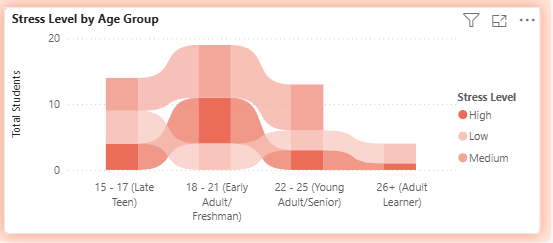 Stress Level by Age Group
20
10
0
Total Students
15 - 17 (Late
Teen)
18 - 21 (Early
Adult/
Freshman)
22 - 25 (Young
Adult/Senior)
26+ (Adult
Learner)
Stress Level
High
Low
Medium